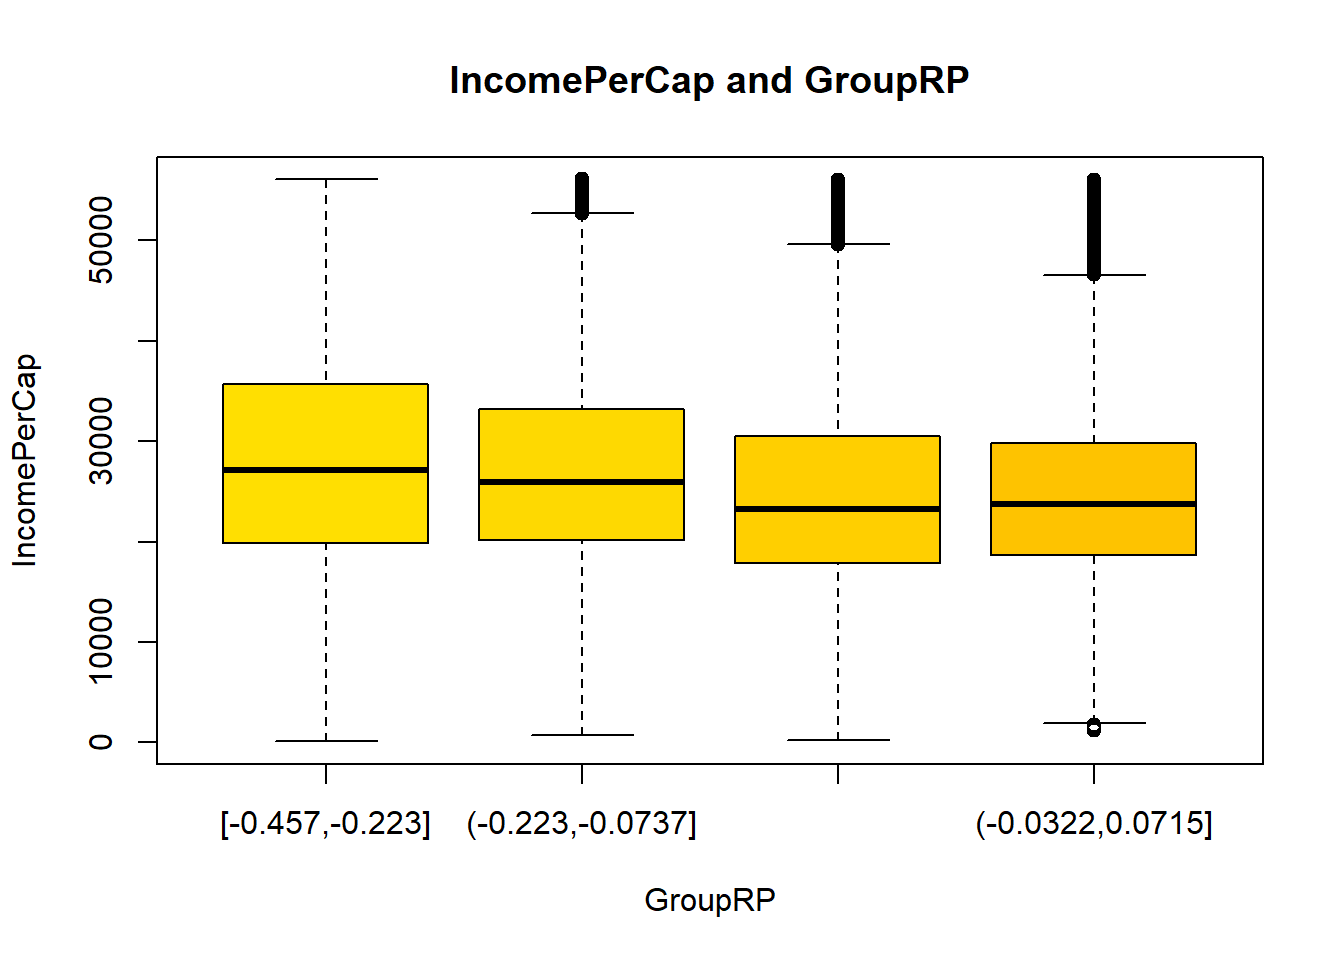 IncomePerCap and GroupRP
IncomePerCap
50000
30000
10000
0
[-0.457,-0.223]
(-0.223,-0.0737]
(-0.0322,0.0715]
GroupRP